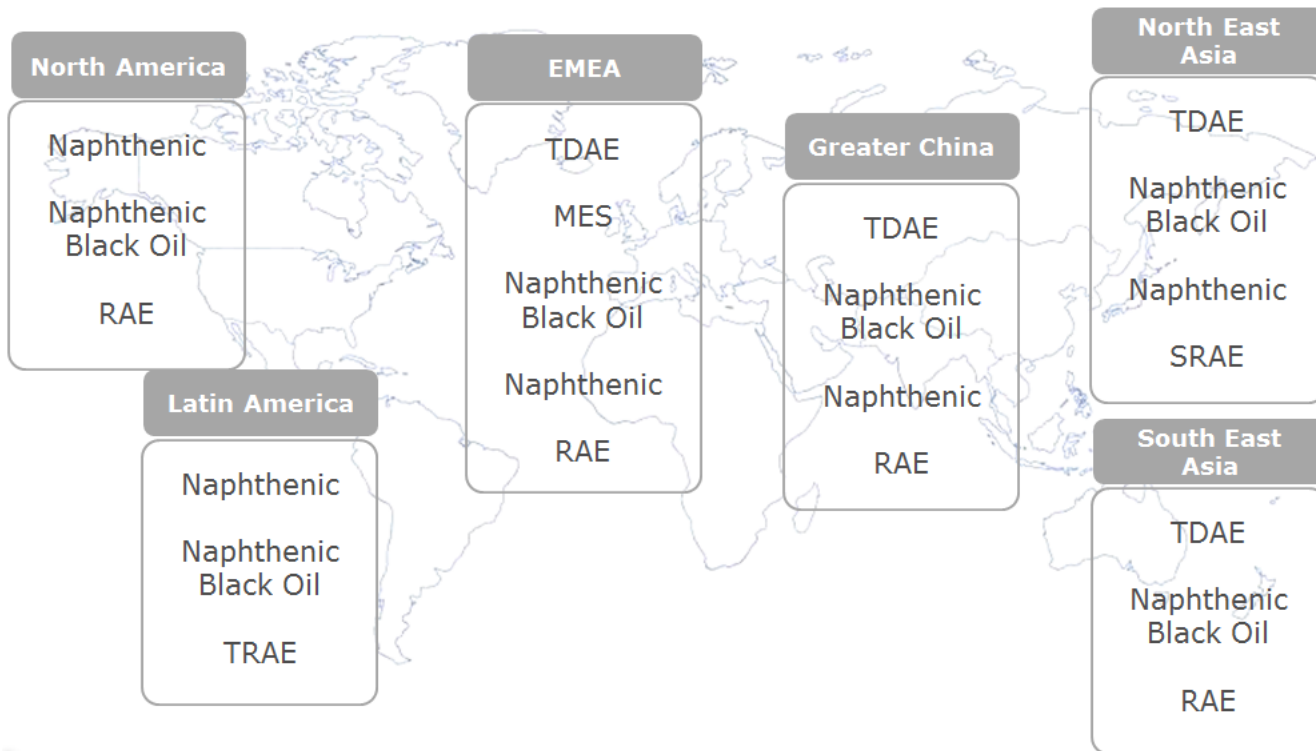 North America
Naphthenic
Naphthenic
Black Oil
RAE
Latin America
Naphthenic
Naphthenic
Black Oil
TRAE
EMEA
TDAE
MES
Naphthenic
Black Oil
Naphthenic
RAE
Greater China
TDAE
Naphthenic
Black Oil
Naphthenic
RAE
North East
Asia
TDAE
Naphthenic
Black Oil
Naphthenic
SRAE
South East
Asia
TDAE
Naphthenic
Black Oil
RAE